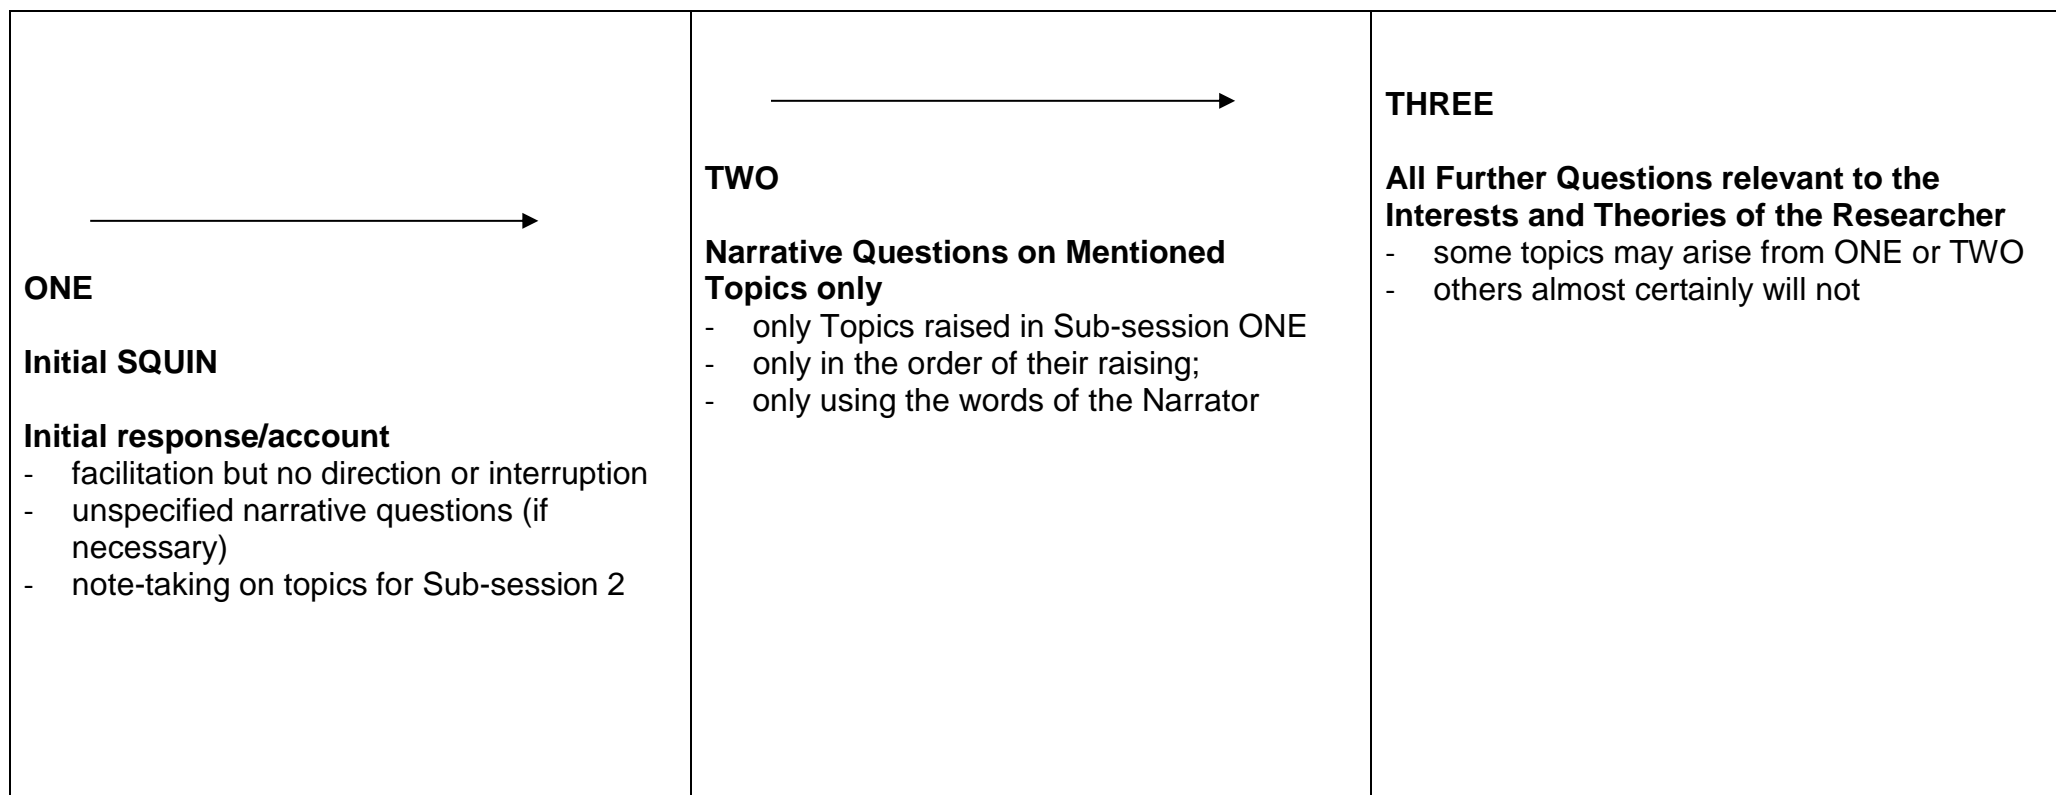 ONE
Initial SQUIN
Initial response/account
- facilitation but no direction or interruption
- unspecified narrative questions (if
necessary)
- note-taking on topics for Sub-session 2
TWO
Narrative Questions on Mentioned
Topics only
- only Topics raised in Sub-session ONE
- only in the order of their raising;
- only using the words of the Narrator
THREE
All Further Questions relevant to the
Interests and Theories of the Researcher
- some topics may arise from ONE or TWO
- others almost certainly will not